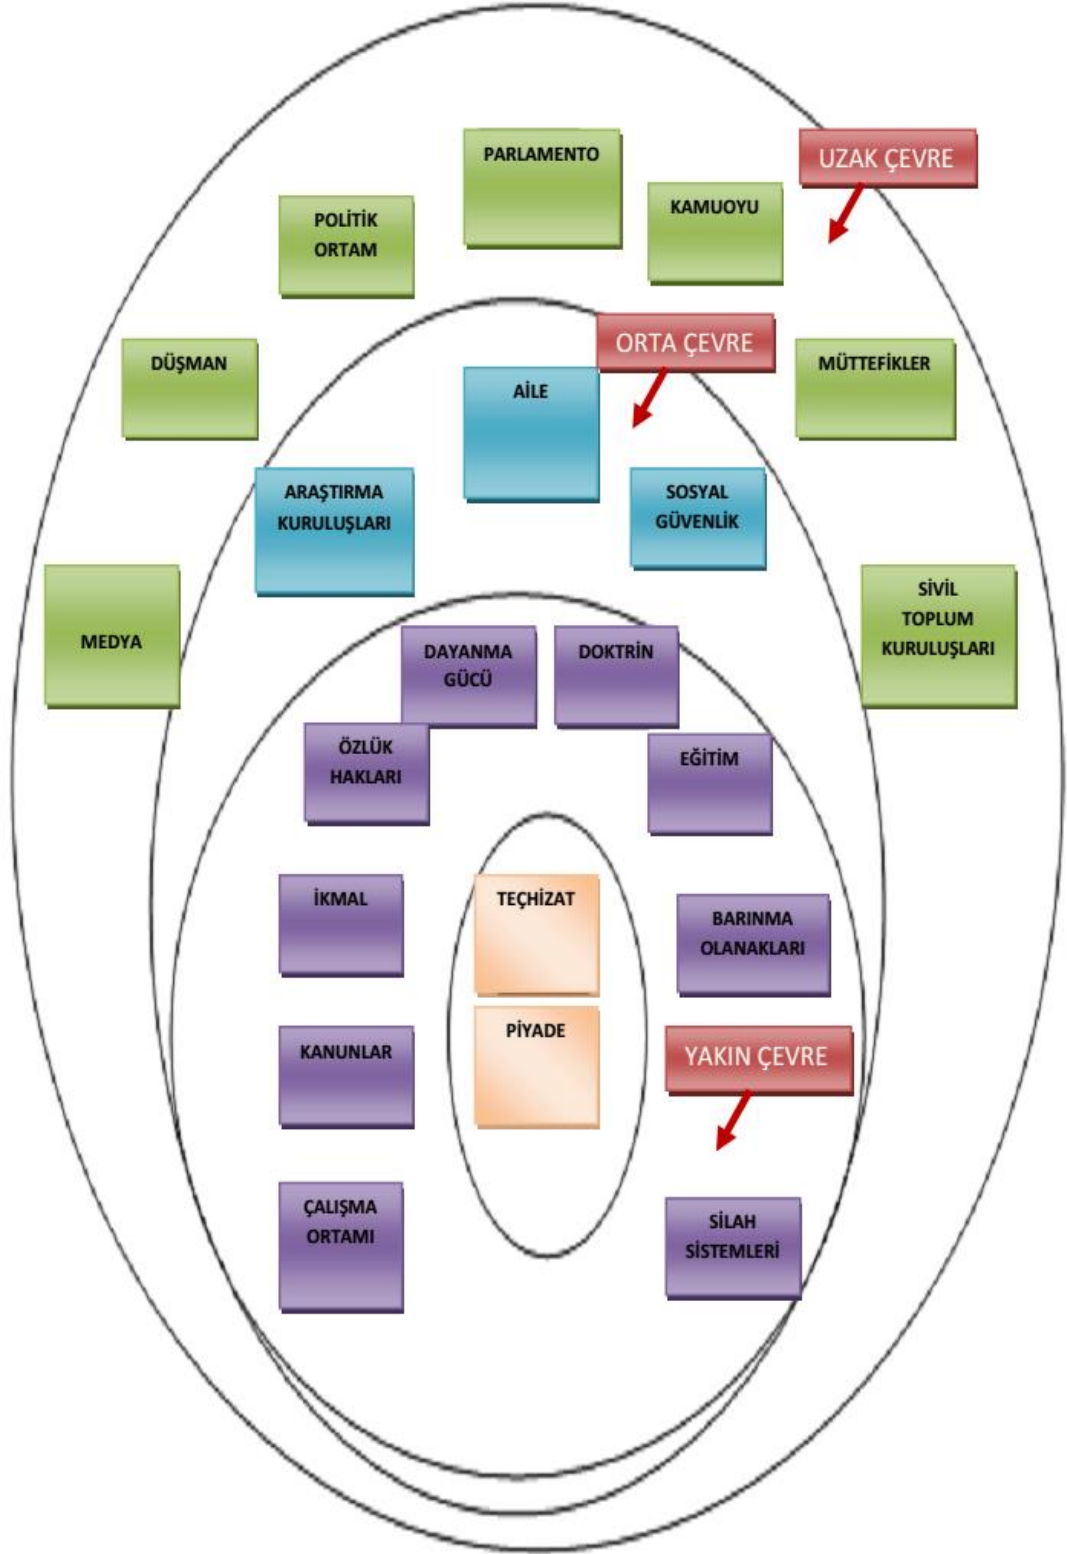 PARLAMENTO
UZAK ÇEVRE
KAMUOYU
POLİTİK
ORTAM
ORTA ÇEVRE
DÜŞMAN
MÜTTEFİKLER
AİLE
ARAŞTIRMA
KURULUŞLARI
SOSYAL
GÜVENLİK
MEDYA
SİVİL
TOPLUM
KURULUŞLARI
DAYANMA
GÜCÜ
DOKTRİN
ÖZLÜK
HAKLARI
EĞİTİM
İKMAL
TEÇHİZAT
BARINMA
OLANAKLARI
KANUNLAR
PİYADE
YAKIN ÇEVRE
ÇALIŞMA
ORTAMI
SİLAH
SİSTEMLERİ